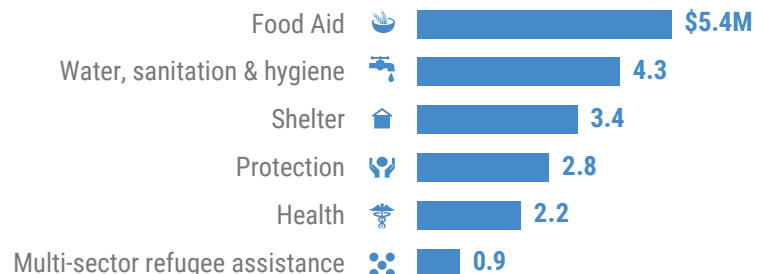 Food Aid $5.4M
Water, sanitation & hygiene 4.3
Shelter 3.4
Protection 2.8
Health 2.2
Multi-sector refugee assistance 0.9